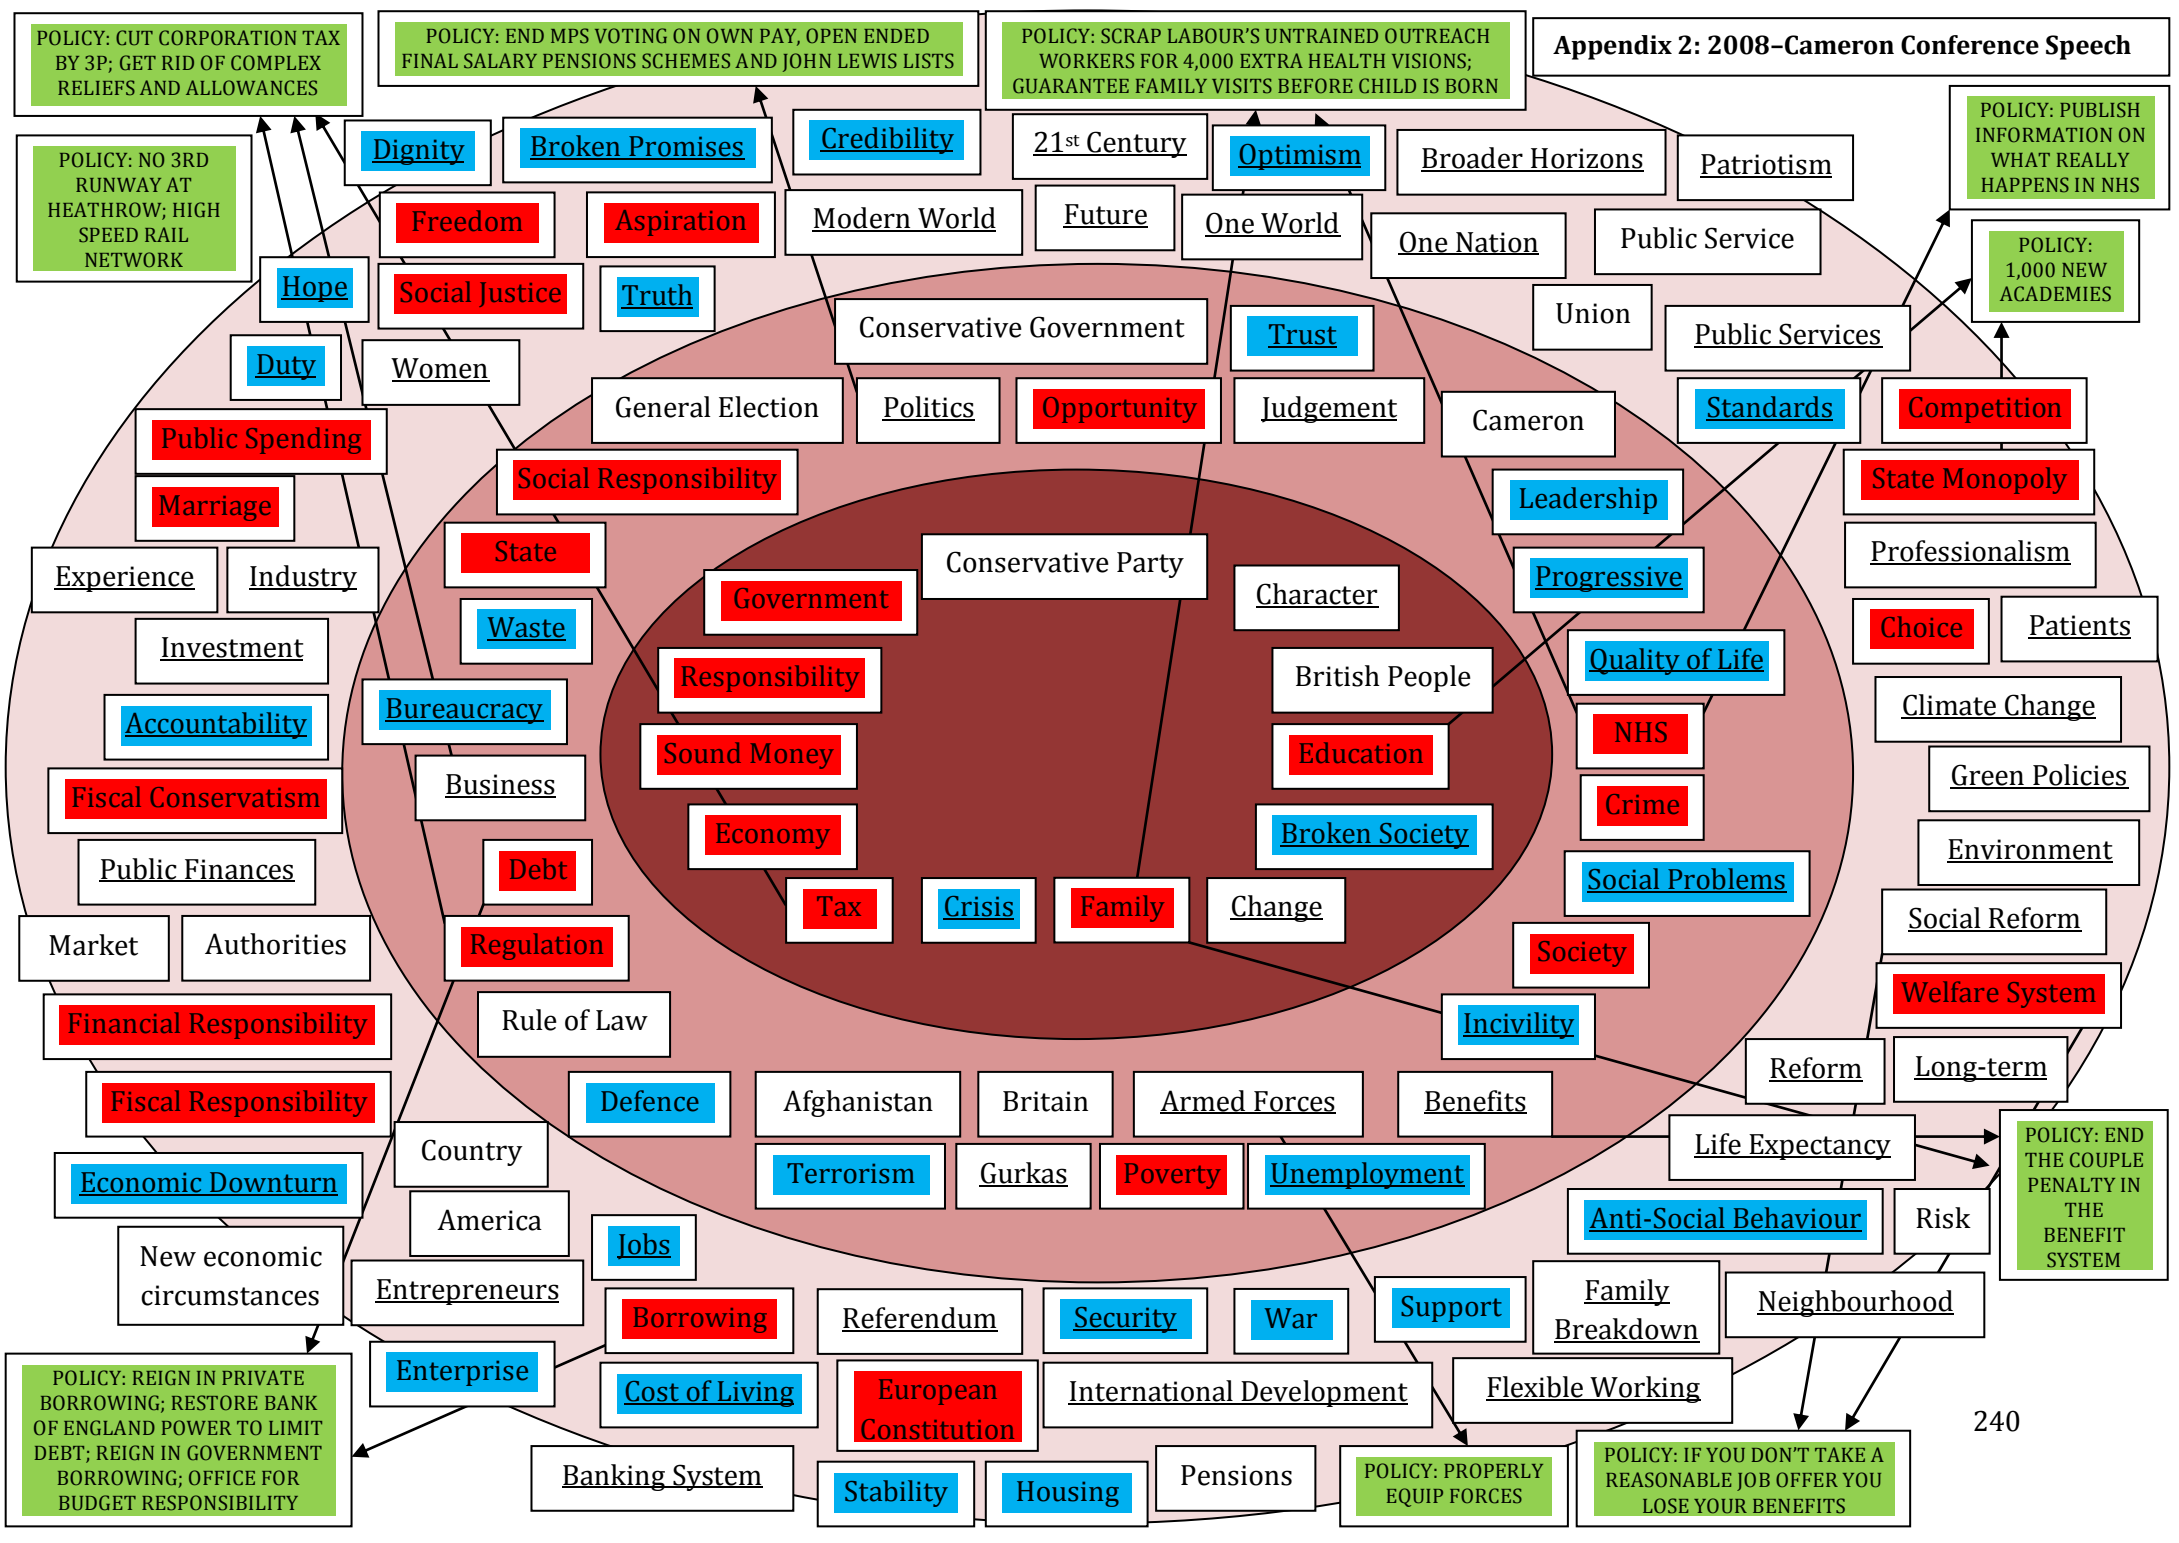 POLICY: CUT CORPORATION TAX
BY 3P; GET RID OF COMPLEX
RELIEFS AND ALLOWANCES
POLICY: END MPS VOTING ON OWN PAY, OPEN ENDED
FINAL SALARY PENSIONS SCHEMES AND JOHN LEWIS LISTS
POLICY: SCRAP LABOUR'S UNTRAINED OUTREACH
WORKERS FOR 4,000 EXTRA HEALTH VISIONS;
GUARANTEE FAMILY VISITS BEFORE CHILD IS BORN
Appendix 2: 2008–Cameron Conference Speech
POLICY: PUBLISH
INFORMATION ON
WHAT REALLY
HAPPENS IN NHS
POLICY: NO 3RD
RUNWAY AT
HEATHROW; HIGH
SPEED RAIL
NETWORK
Dignity
Broken Promises
Credibility
21st Century
Optimism
Broader Horizons
Patriotism
Freedom
Aspiration
Modern World
Future
One World
One Nation
Public Service
POLICY:
1,000 NEW
ACADEMIES
Hope
Social Justice
Truth
Conservative Government
Trust
Union
Public Services
Duty
Women
General Election
Politics
Opportunity
Judgement
Cameron
Standards
Competition
Public Spending
Social Responsibility
Leadership
State Monopoly
Marriage
State
Conservative Party
Progressive
Professionalism
Experience
Industry
Government
Character
Waste
Choice
Patients
Investment
Responsibility
British People
Quality of Life
Accountability
Bureaucracy
Climate Change
Sound Money
Education
NHS
Fiscal Conservatism
Business
Crime
Green Policies
Economy
Broken Society
Public Finances
Debt
Environment
Social Problems
Tax
Crisis
Family
Change
Social Reform
Market
Authorities
Regulation
Society
Welfare System
Financial Responsibility
Rule of Law
Incivility
Reform
Long-term
Fiscal Responsibility
Defence
Afghanistan
Britain
Armed Forces
Benefits
Country
Life Expectancy
POLICY: END
THE COUPLE
PENALTY IN
THE
BENEFIT
SYSTEM
Economic Downturn
Terrorism
Gurkas
Poverty
Unemployment
America
Anti-Social Behaviour
Risk
New economic
circumstances
Jobs
Entrepreneurs
Borrowing
Referendum
Security
War
Support
Family
Breakdown
Neighbourhood
Enterprise
Cost of Living
European
Constitution
International Development
Flexible Working
POLICY: REIGN IN PRIVATE
BORROWING; RESTORE BANK
OF ENGLAND POWER TO LIMIT
DEBT; REIGN IN GOVERNMENT
BORROWING; OFFICE FOR
BUDGET RESPONSIBILITY
240
Banking System
Stability
Housing
Pensions
POLICY: PROPERLY
EQUIP FORCES
POLICY: IF YOU DON'T TAKE A
REASONABLE JOB OFFER YOU
LOSE YOUR BENEFITS